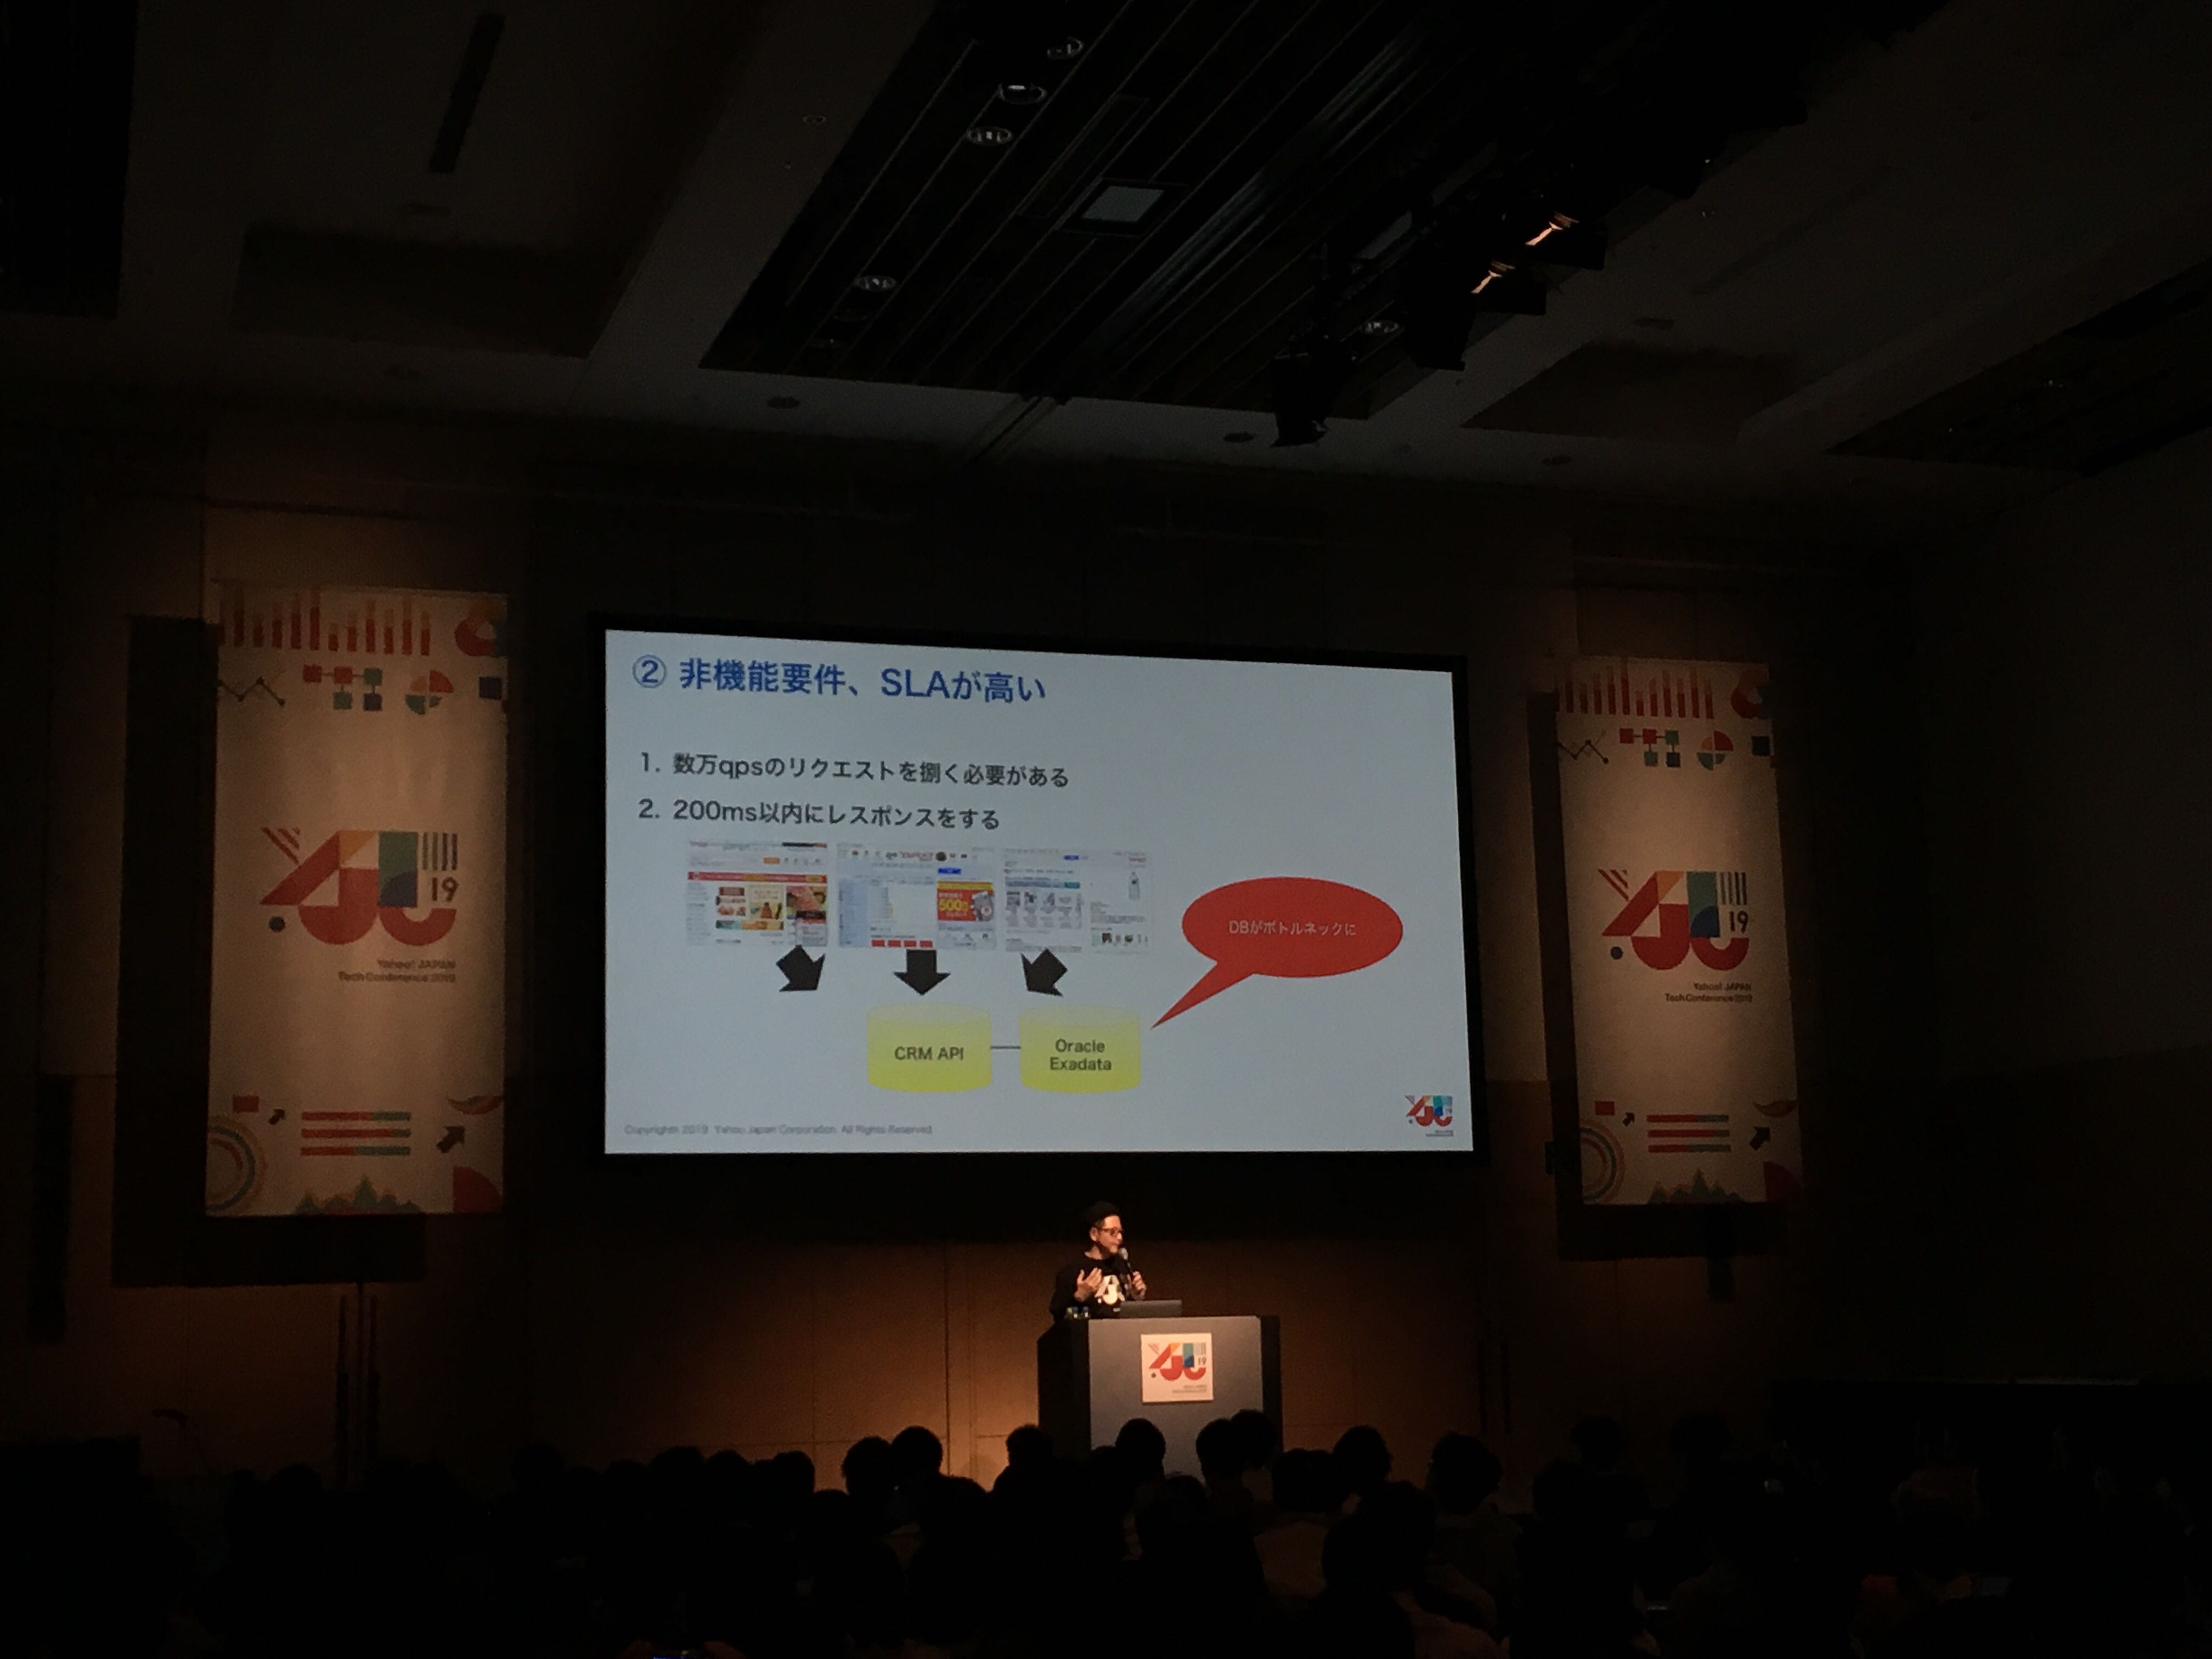 ② 非機能要件、SLAが高い
1. 数万qpsのリクエストを捌く必要がある
2. 200ms以内にレスポンスをする
500
DBがボトルネックに
CRM API
Oracle
Exadata
Copyright© 2019 Yahoo Japan Corporation. All Rights Reserved.
19
Yahoo! JAPAN
Tech Conference 2019
19
Yahoo! JAPAN
Tech Conference 2019
19